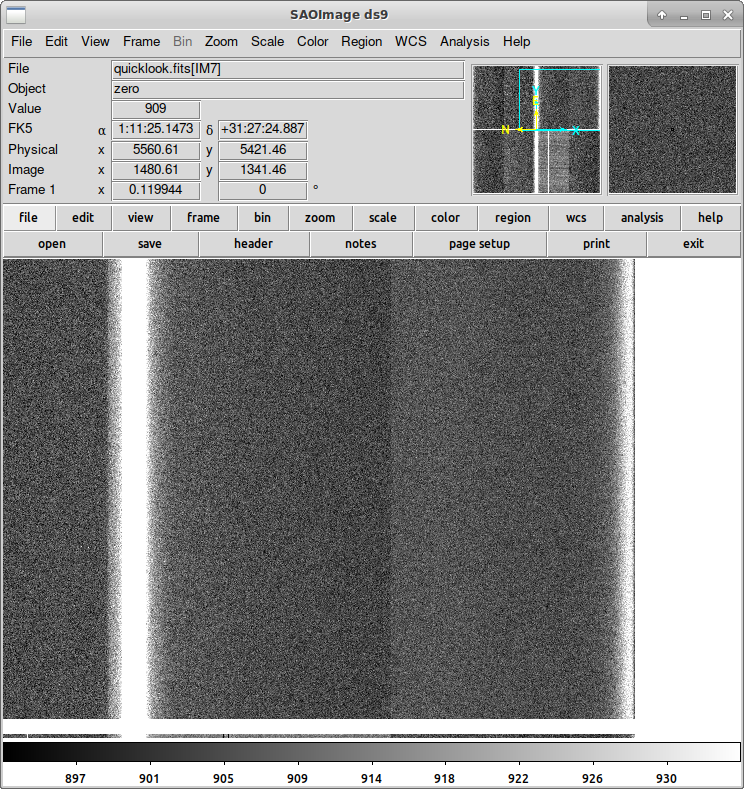 SAOImage ds9
File Edit View Frame Bin Zoom Scale Color Region WCS Analysis Help
File quicklook.fits[IM7]
Object zero
Value 909
FK5 α 1:11:25.1473 δ +31:27:24.887
Physical x 5560.61 y 5421.46
Image x 1480.61 y 1341.46
Frame 1 x 0.119944 0 °
N X
file edit view frame bin zoom scale color region wcs analysis help
open save header notes page setup print exit
897 901 905 909 914 918 922 926 930